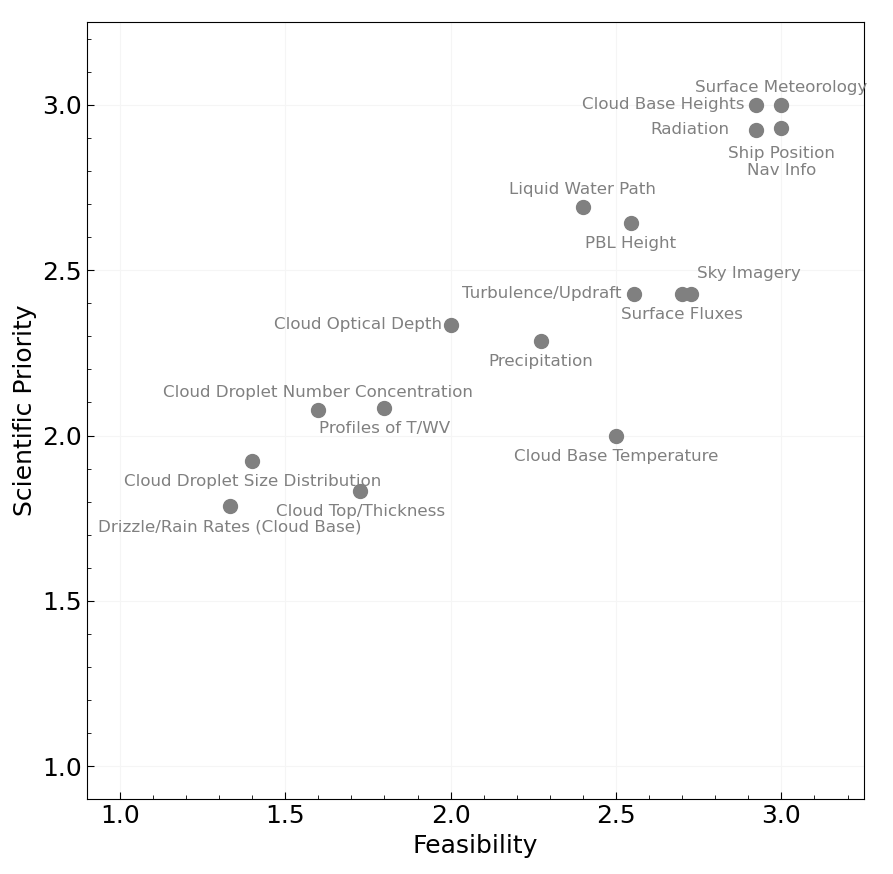 Surface Meteorology
3.0
Cloud Base Heights
Radiation
Ship Position
Nav Info
Liquid Water Path
PBL Height
2.5
Sky Imagery
Turbulence/Updraft
Surface Fluxes
Cloud Optical Depth
Precipitation
Cloud Droplet Number Concentration
Profiles of T/WV
2.0
Cloud Base Temperature
Cloud Droplet Size Distribution
Cloud Top/Thickness
Drizzle/Rain Rates (Cloud Base)
1.5
1.0
Scientific Priority
1.0 1.5 2.0 2.5 3.0
Feasibility